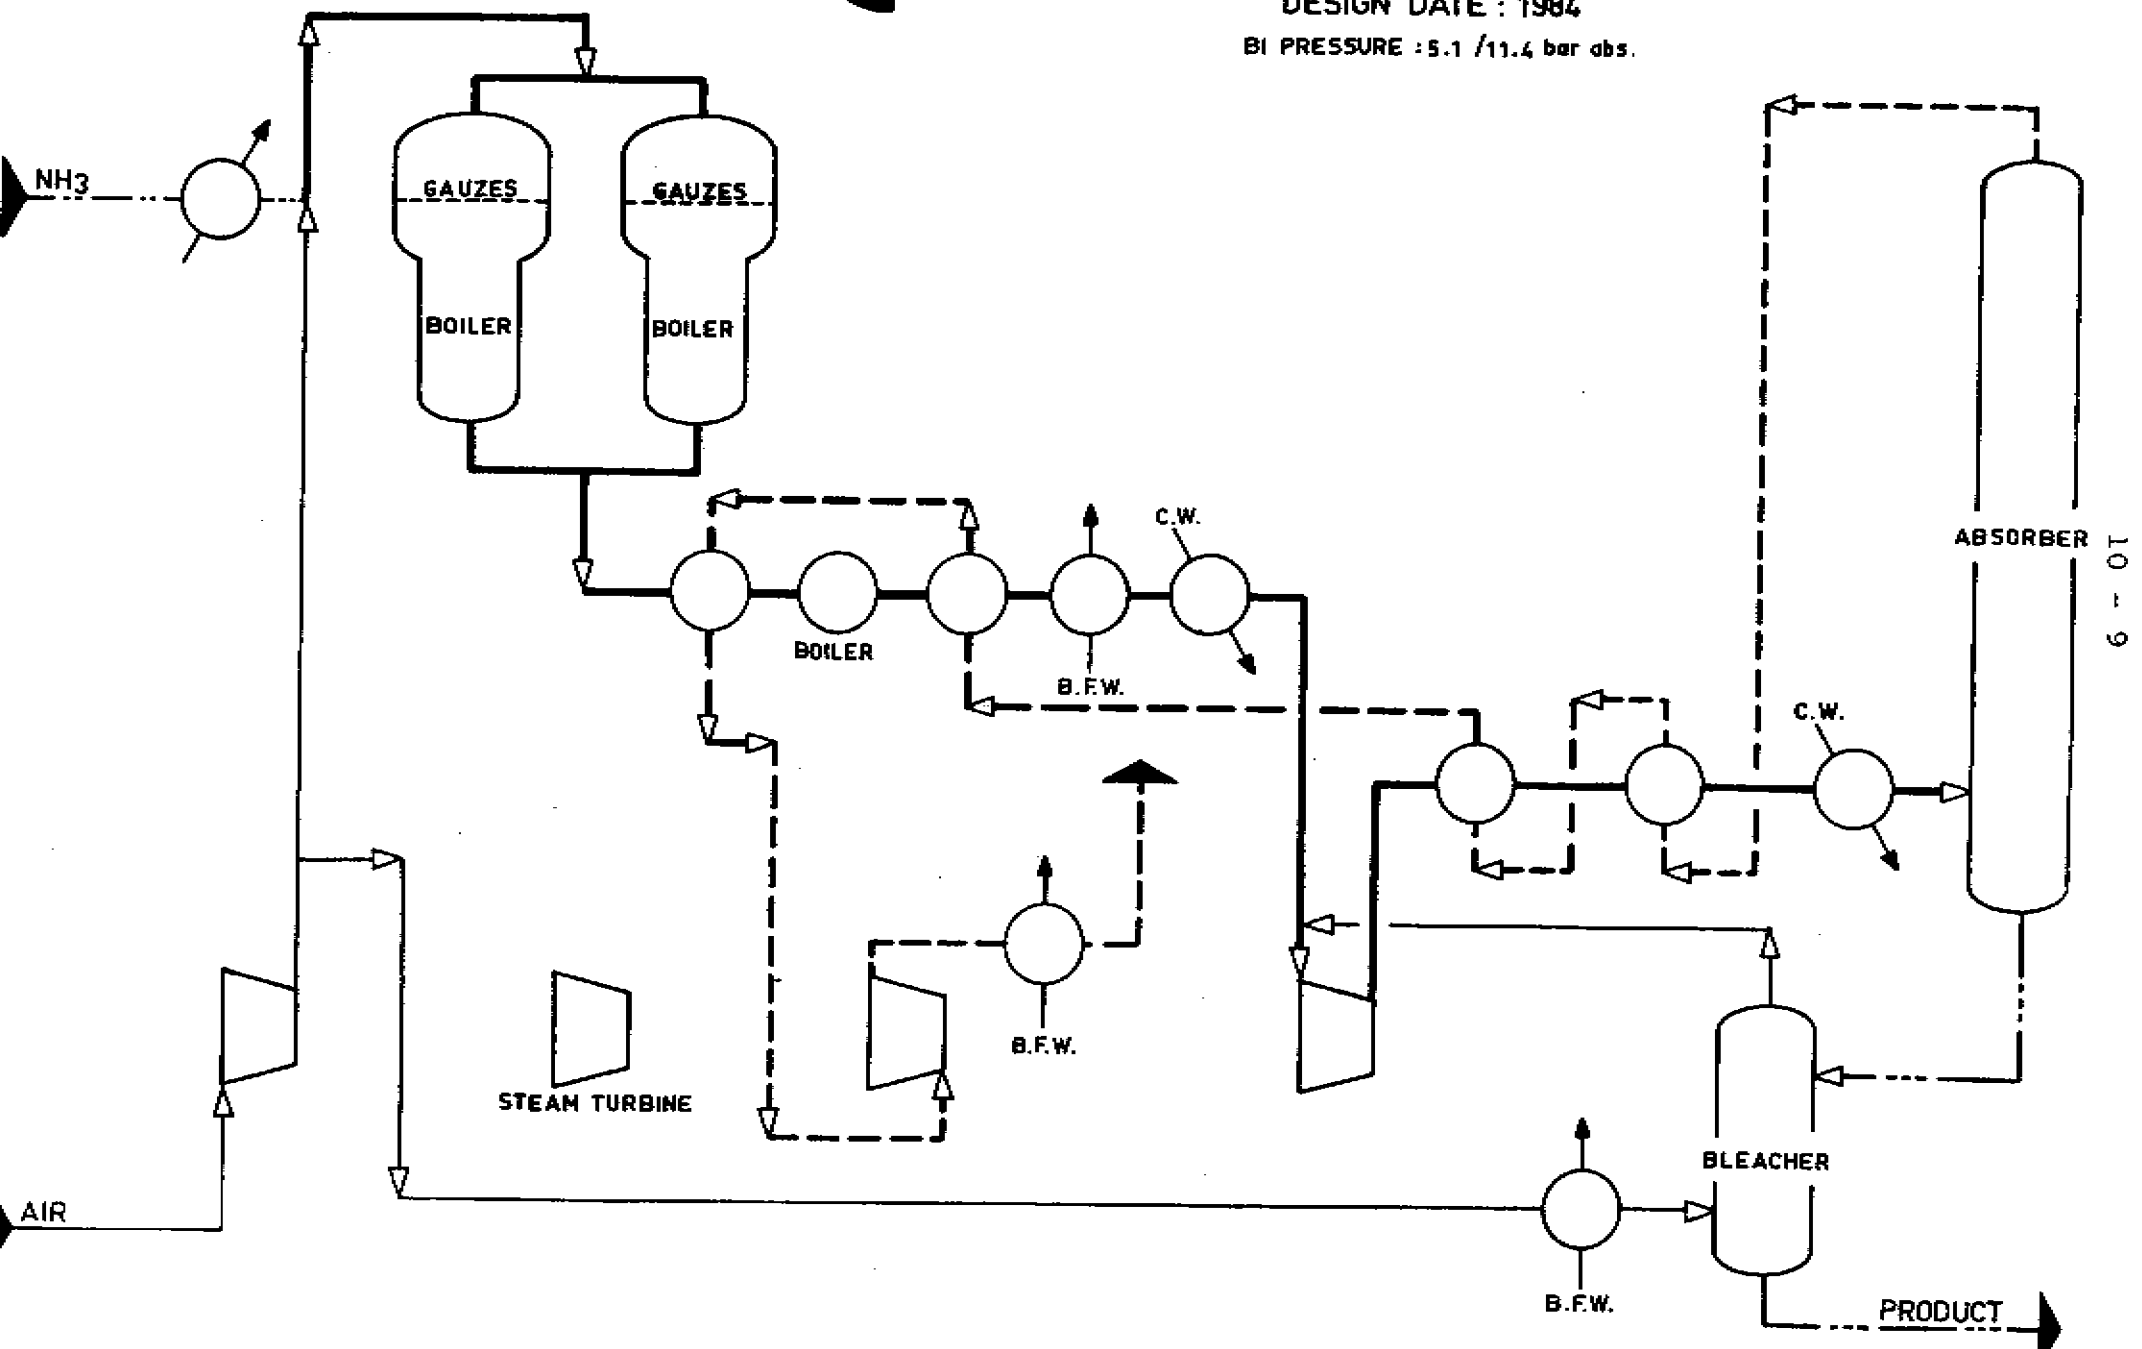 DESIGN DATE : 1984
BI PRESSURE : 5.1 /11.4 bar abs.
NH3
GAUZES
GAUZES
BOILER
BOILER
C.W.
ABSORBER
10 - 9
BOILER
B.F.W.
C.W.
B.F.W.
STEAM TURBINE
BLEACHER
AIR
B.F.W.
PRODUCT